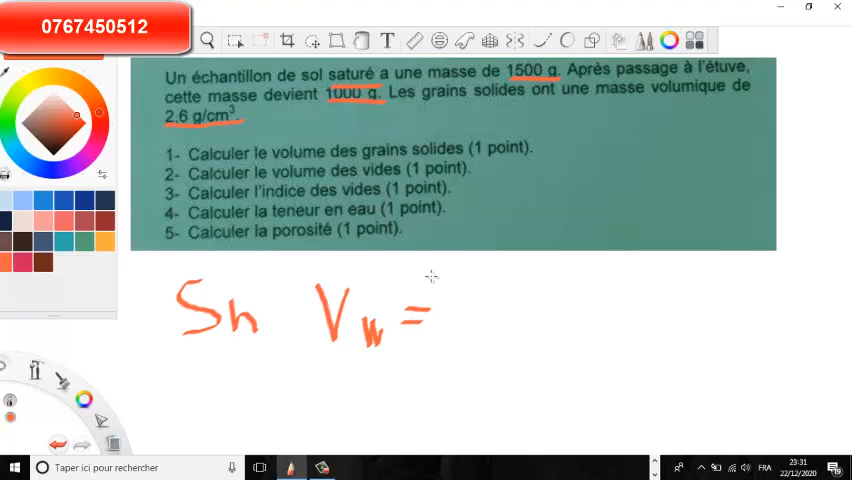 0767450512
Un échantillon de sol saturé a une masse de 1500 g. Après passage à l'étuve,
cette masse devient 1000 g. Les grains solides ont une masse volumique de
2,6 g/cm³.
1- Calculer le volume des grains solides (1 point).
2- Calculer le volume des vides (1 point).
3- Calculer l'indice des vides (1 point).
4- Calculer la teneur en eau (1 point).
5- Calculer la porosité (1 point).
Sn Vw =
Taper ici pour rechercher
FRA
23:31
22/12/2020
19